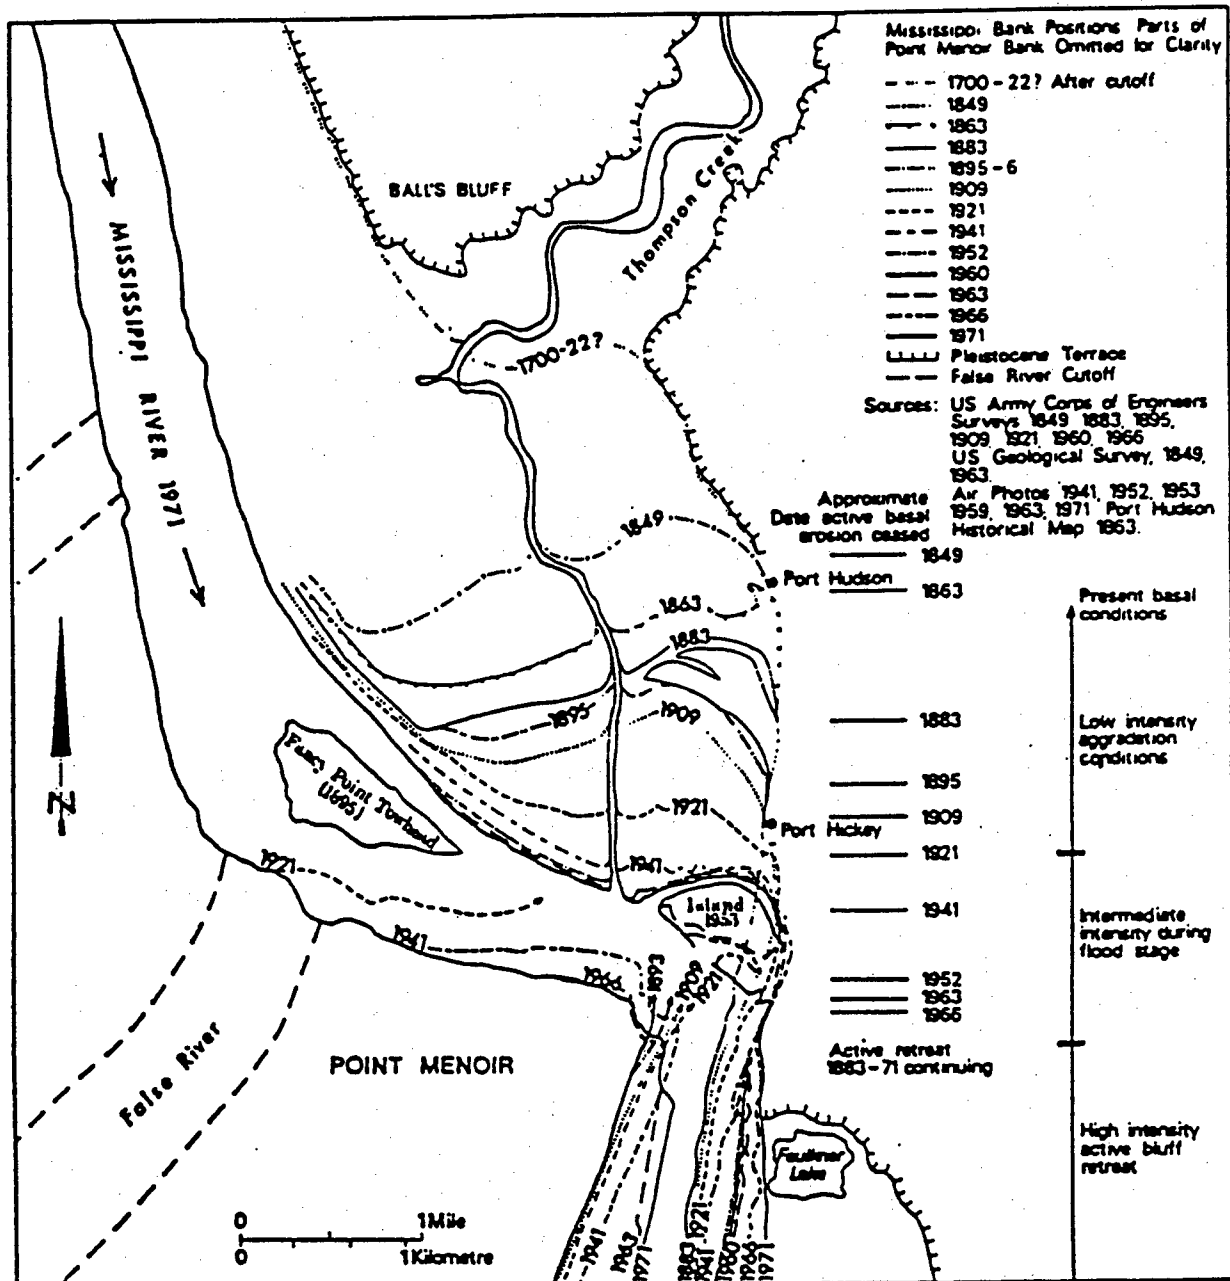 Mississippi Bank Positions Parts of
Point Menoir Bank Omitted for Clarity
1700-22? After cutoff
1849
1863
1883
1895-6
1909
1921
1941
1952
1960
1963
1966
1971
Pleistocene Terrace
False River Cutoff
Sources: US Army Corps of Engineers
Surveys 1849 1883, 1895,
1909, 1921, 1960, 1966
US Geological Survey, 1849,
1963.
Air Photos 1941, 1952, 1953
1959, 1963, 1971 Port Hudson
Historical Map 1863.
BALL'S BLUFF
Thompson Creek
MISSISSIPPI RIVER 1971
1700-22?
Approximate
Date active basal
erosion ceased
1849
1863
1883
1895
1909
1921
1941
1952
1963
1966
Active retreat
1883-71 continuing
Present basal
conditions
Low intensity
aggradation
conditions
Intermediate
intensity during
flood stage
High intensity
active bluff
retreat
1849
? Port Hudson
1863
1883
1895
1909
1921
Port Hickey
1941
N
Fancy Point Towhead
(1895)
Island
1953
1921
1941
1966
1893
1909
1921
False River
POINT MENOIR
Faulkner
Lake
0 1 Mile
0 1 Kilometre
1941
1963
1971
1883
1941-1921
1960
1966
1971